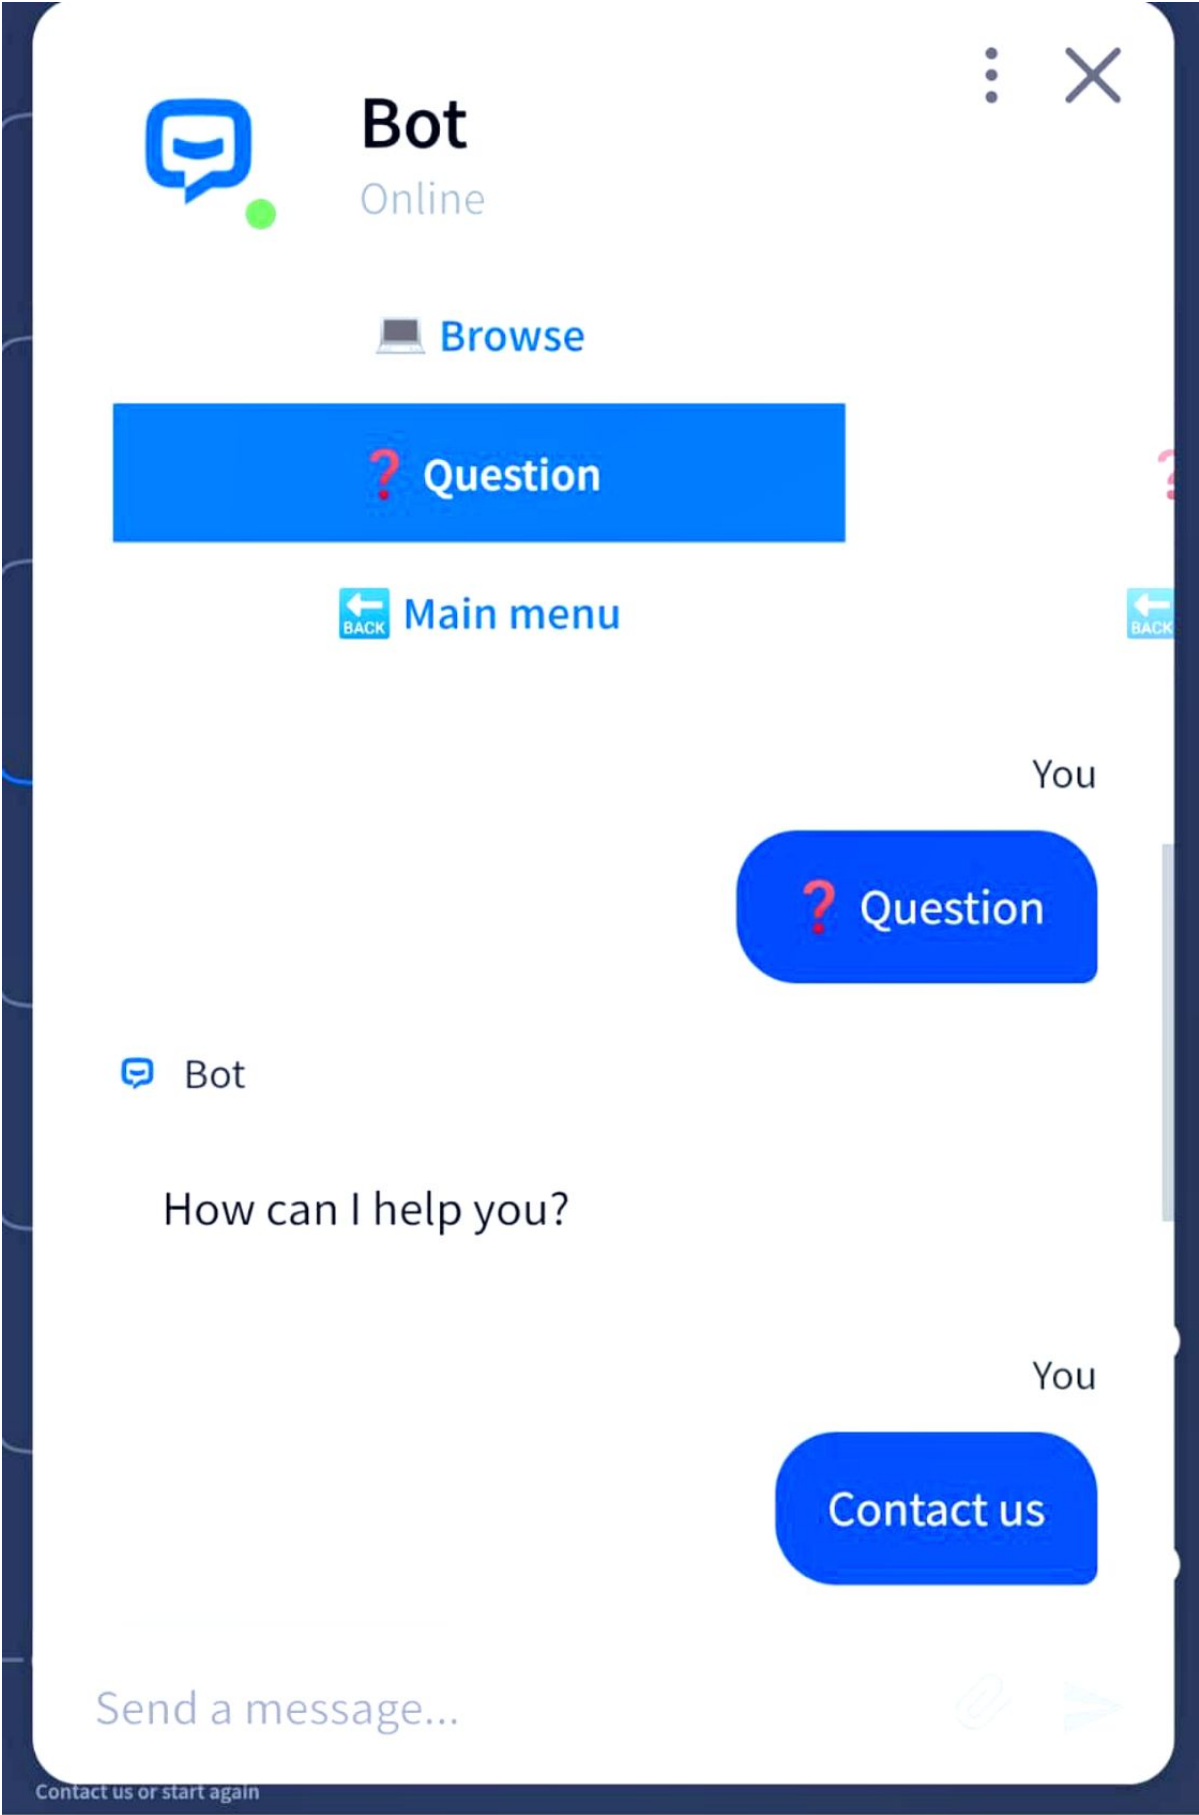 Bot
Online
Browse
❓ Question
❓
BACK Main menu
BACK
You
❓ Question
Bot
How can I help you?
You
Contact us
Send a message...
Contact us or start again